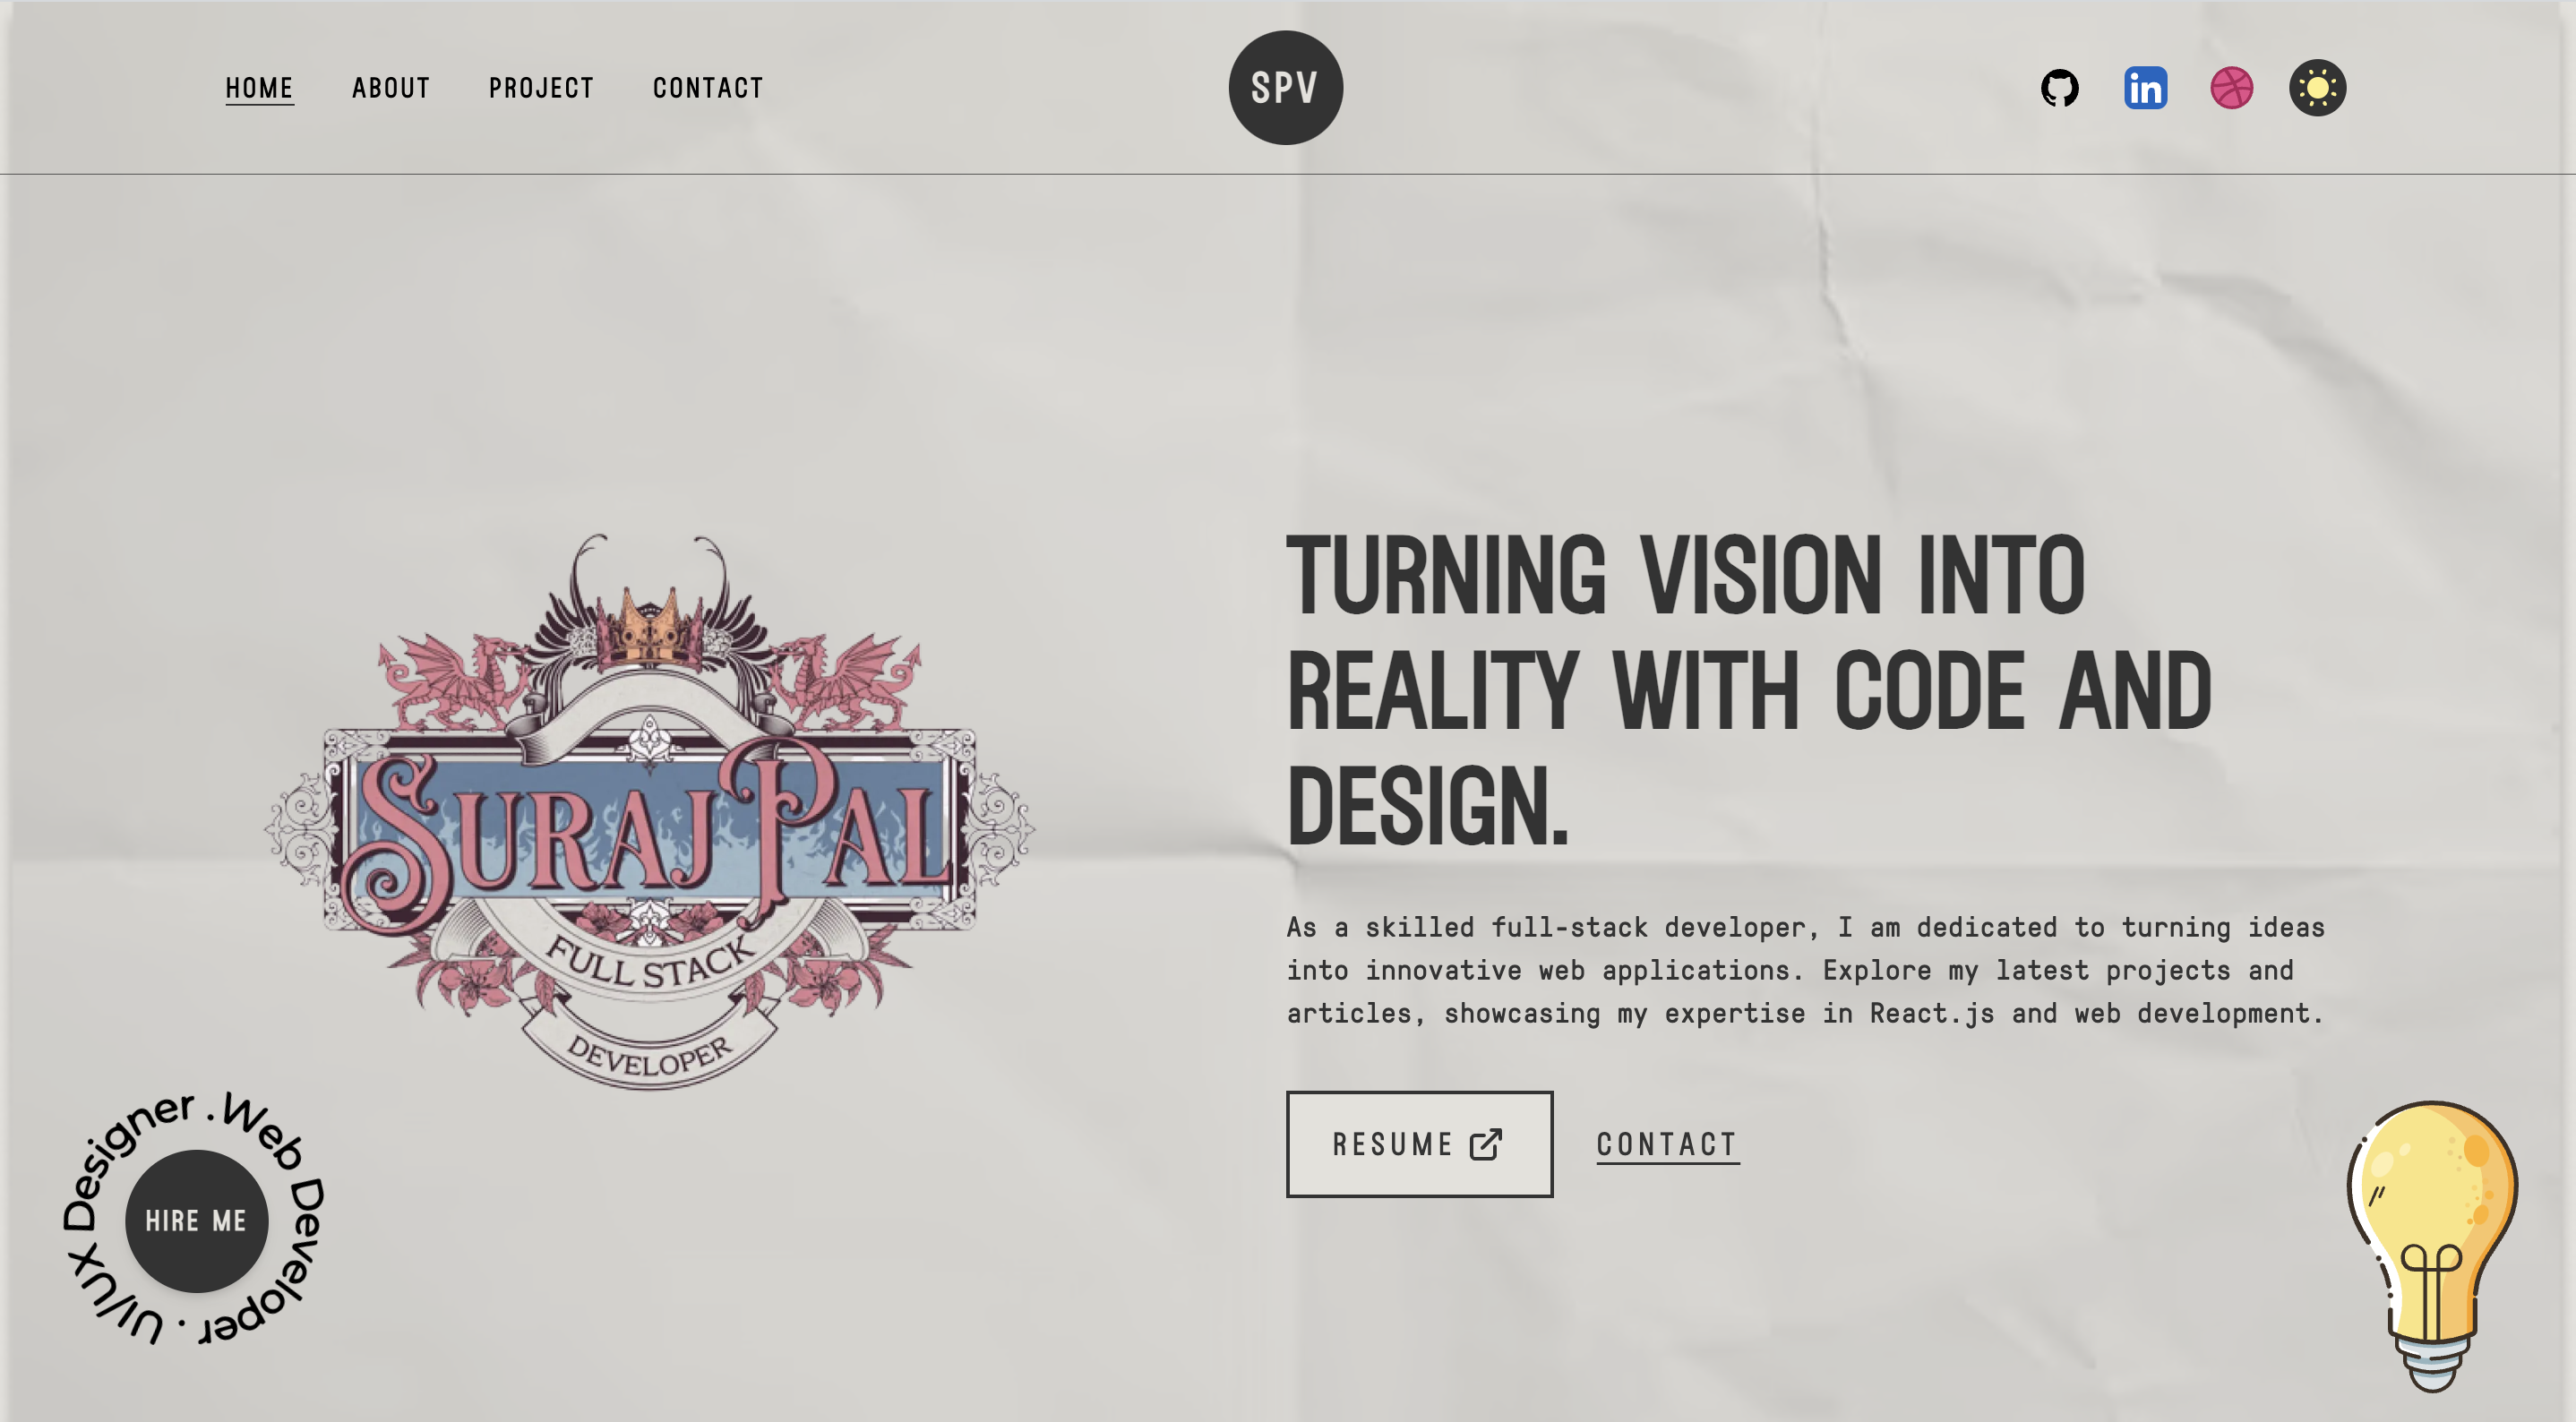 HOME ABOUT PROJECT CONTACT
SPV
in
TURNING VISION INTO
REALITY WITH CODE AND
DESIGN.
SURAJ PAL
FULL STACK
DEVELOPER
As a skilled full-stack developer, I am dedicated to turning ideas
into innovative web applications. Explore my latest projects and
articles, showcasing my expertise in React.js and web development.
RESUME
CONTACT
Web Developer . UI/UX Designer .
HIRE ME